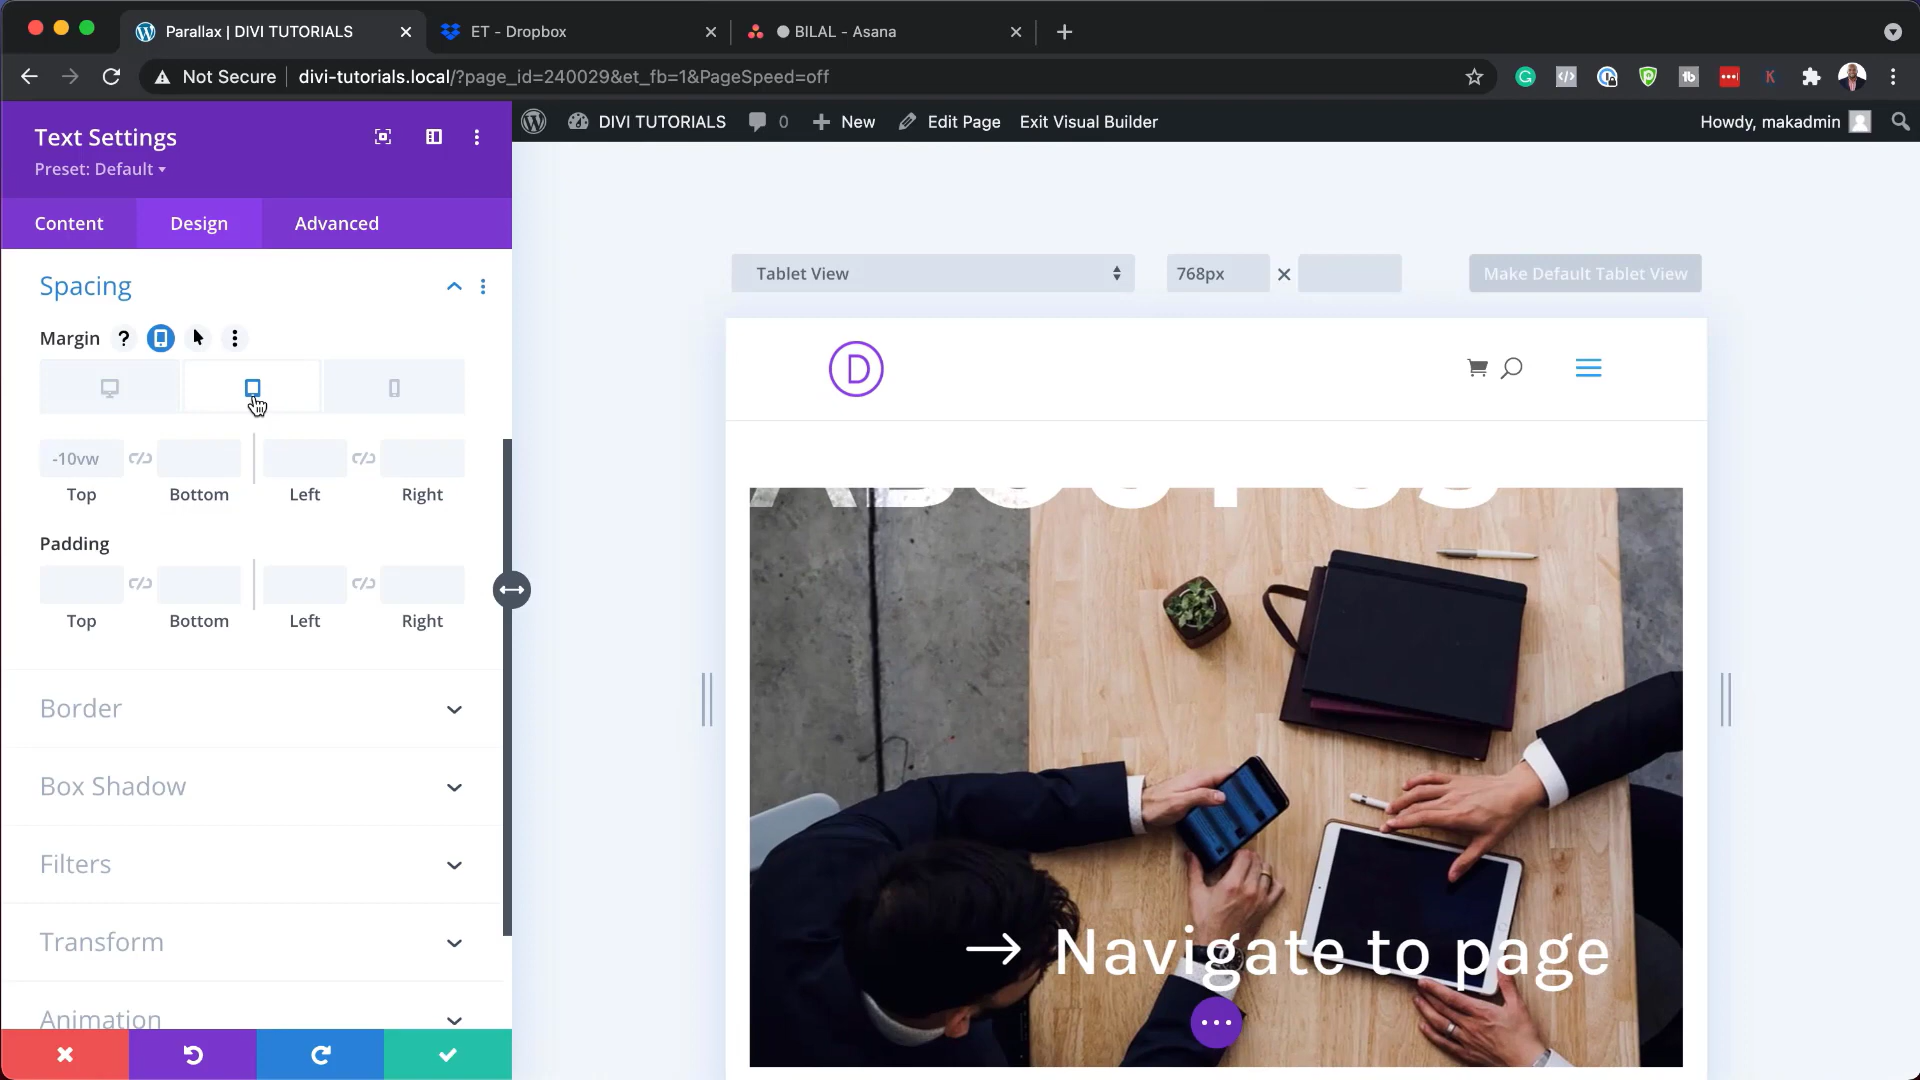 Parallax | DIVI TUTORIALS
ET - Dropbox
BILAL - Asana
Not Secure
divi-tutorials.local/?page_id=240029&et_fb=1&PageSpeed=off
DIVI TUTORIALS
0
New
Edit Page
Exit Visual Builder
Howdy, makadmin
Text Settings
Preset: Default
Content
Design
Advanced
Spacing
Margin
?
-10vw
Top
Bottom
Left
Right
Padding
Top
Bottom
Left
Right
Border
Box Shadow
Filters
Transform
Animation
Tablet View
768px
Make Default Tablet View
D
ABOUT US
Navigate to page